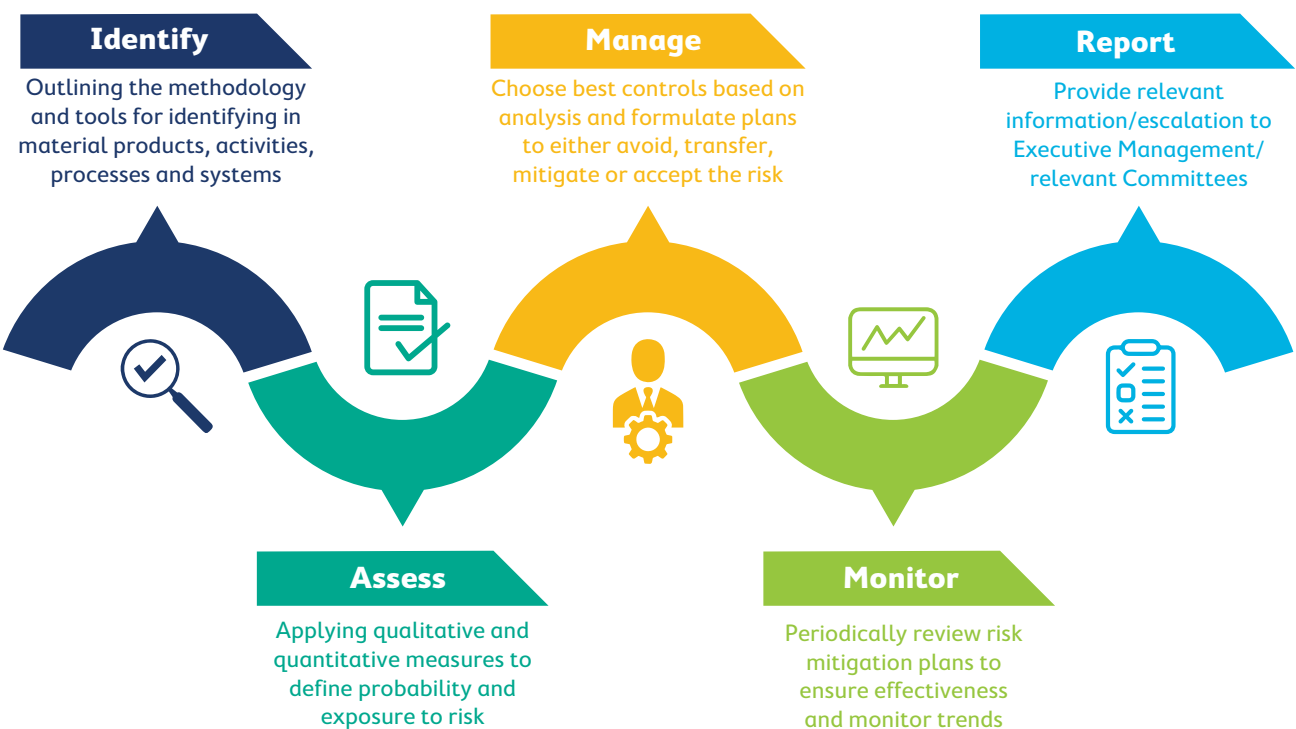 Identify
Outlining the methodology
and tools for identifying in
material products, activities,
processes and systems
Assess
Applying qualitative and
quantitative measures to
define probability and
exposure to risk
Manage
Choose best controls based on
analysis and formulate plans
to either avoid, transfer,
mitigate or accept the risk
Monitor
Periodically review risk
mitigation plans to
ensure effectiveness
and monitor trends
Report
Provide relevant
information/escalation to
Executive Management/
relevant Committees